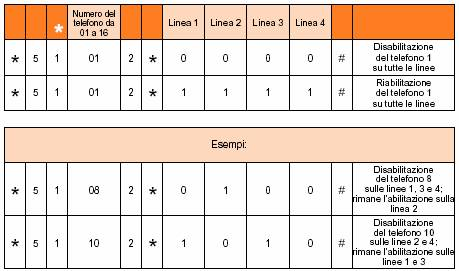 Numero del
telefono da
01 a 16
*
Linea 1 Linea 2 Linea 3 Linea 4
* 5 1 01 2 * 0 0 0 0 #
Disabilitazione
del telefono 1
su tutte le linee
* 5 1 01 2 * 1 1 1 1 #
Riabilitazione
del telefono 1
su tutte le linee
Esempi:
* 5 1 08 2 * 0 1 0 0 #
Disabilitazione
del telefono 8
sulle linee 1, 3 e 4;
rimane l'abilitazione sulla
linea 2
* 5 1 10 2 * 1 0 1 0 #
Disabilitazione
del telefono 10
sulle linee 2 e 4;
rimane l'abilitazione sulle
linee 1 e 3